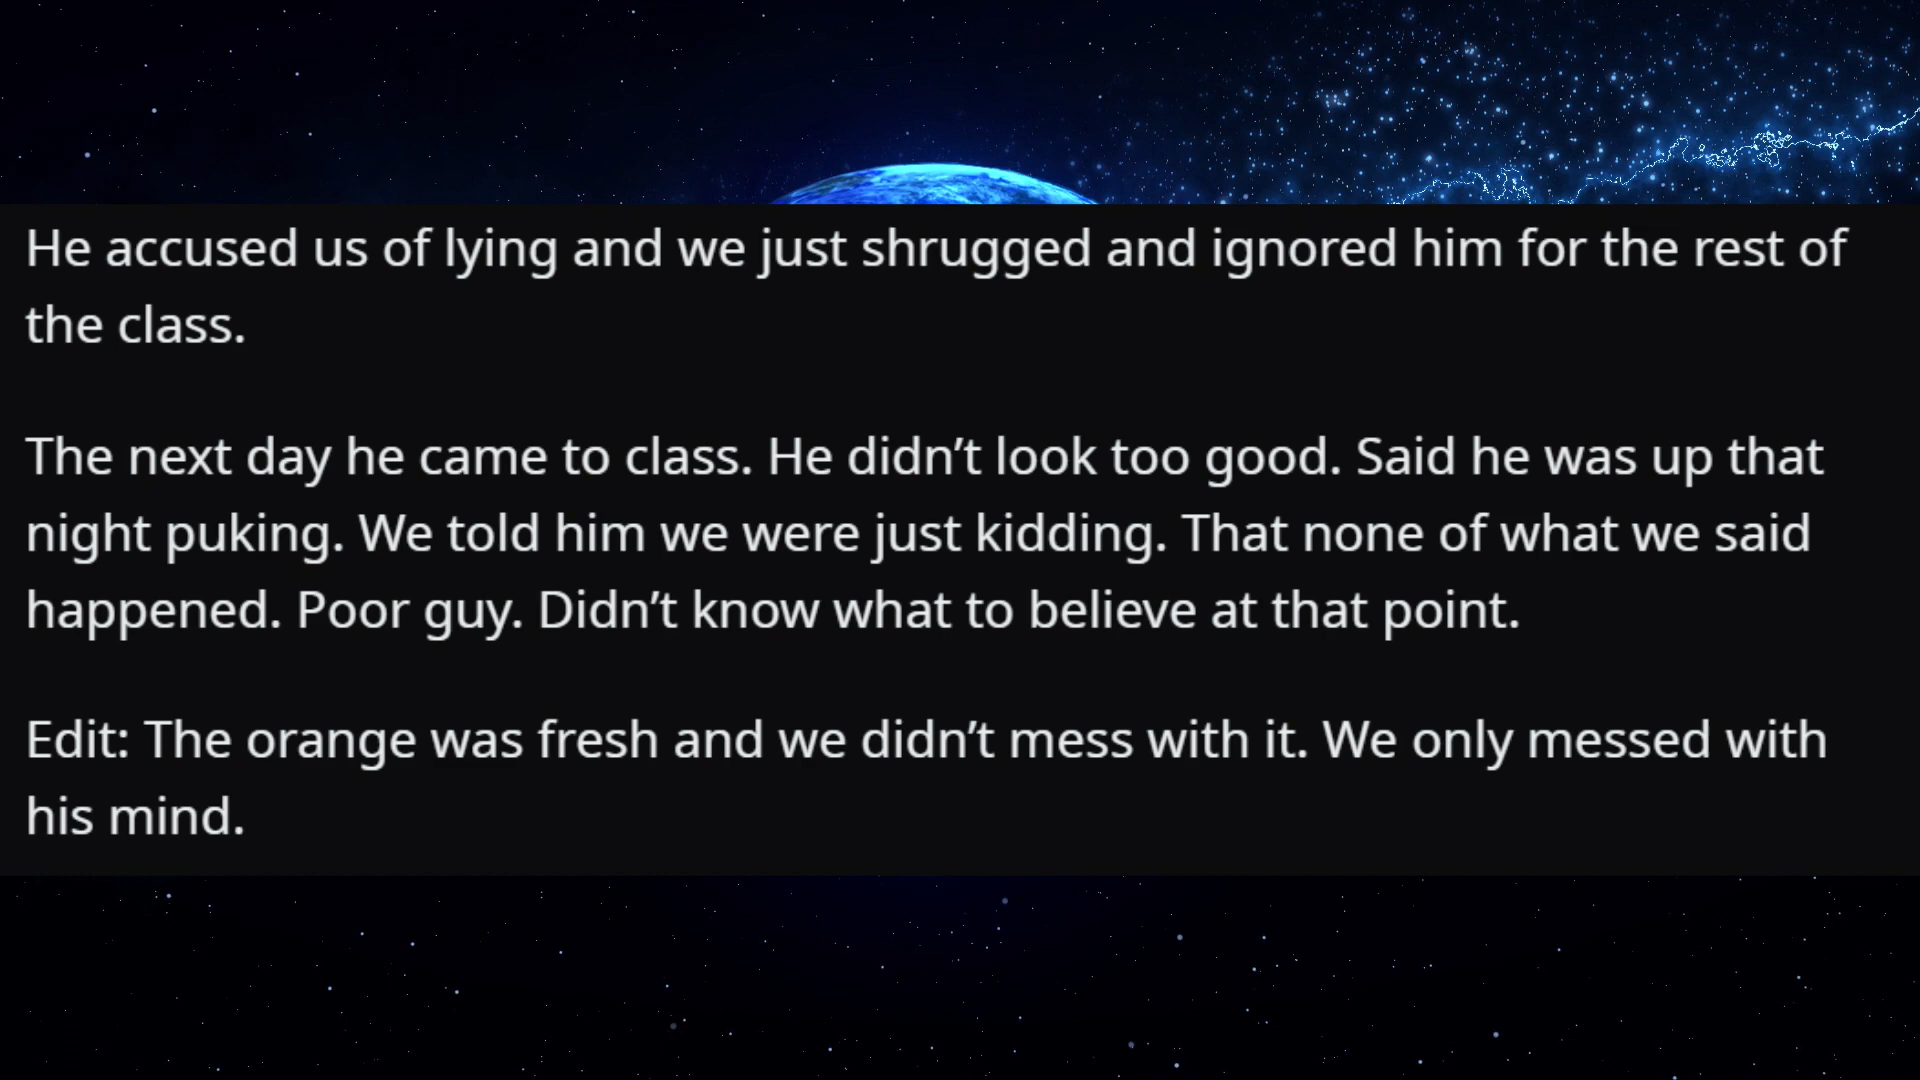 He accused us of lying and we just shrugged and ignored him for the rest of
the class.
The next day he came to class. He didn’t look too good. Said he was up that
night puking. We told him we were just kidding. That none of what we said
happened. Poor guy. Didn’t know what to believe at that point.
Edit: The orange was fresh and we didn’t mess with it. We only messed with
his mind.